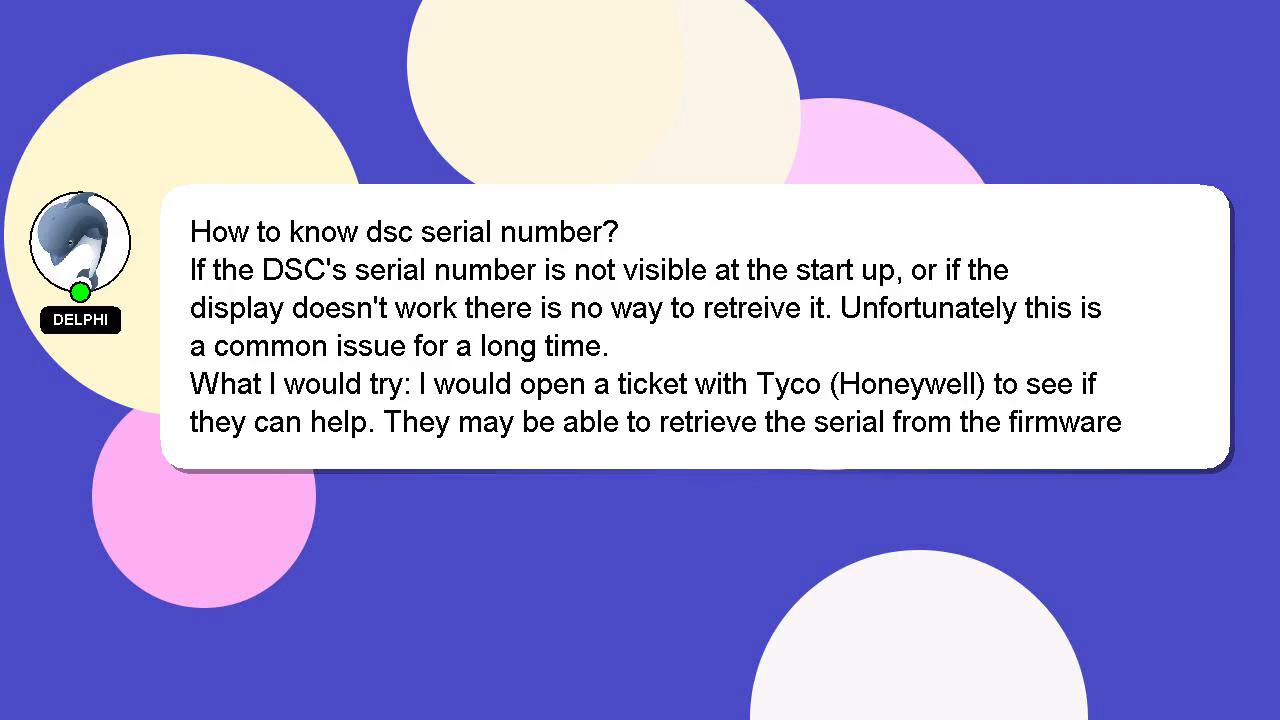 How to know dsc serial number?
If the DSC's serial number is not visible at the start up, or if the
display doesn't work there is no way to retreive it. Unfortunately this is
a common issue for a long time.
What I would try: I would open a ticket with Tyco (Honeywell) to see if
they can help. They may be able to retrieve the serial from the firmware
DELPHI